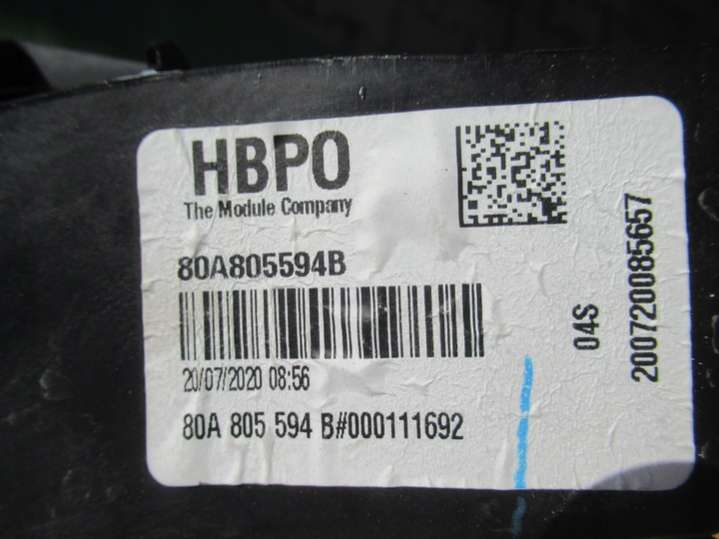 HBPO
The Module Company
80A805594B
20/07/2020 08:56
80A 805 594 B#000111692
04S
200720085657